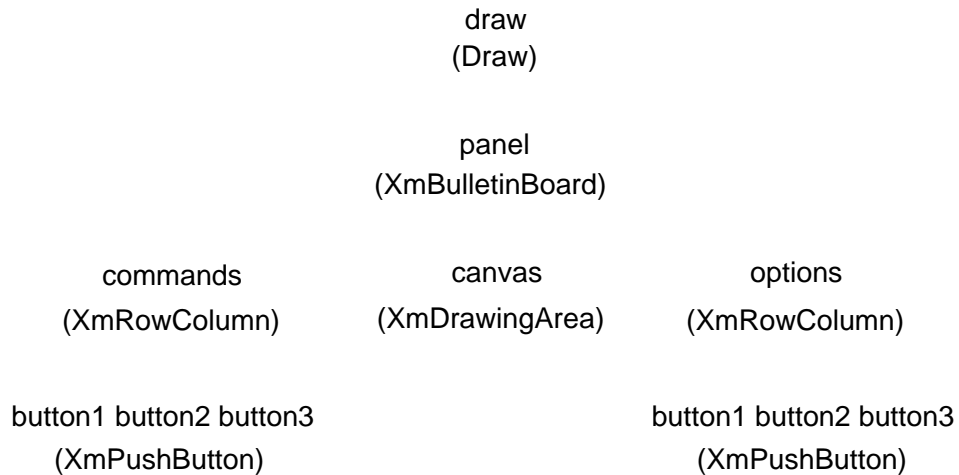 draw
(Draw)
panel
(XmBulletinBoard)
commands
(XmRowColumn)
canvas
(XmDrawingArea)
options
(XmRowColumn)
button1 button2 button3
(XmPushButton)
button1 button2 button3
(XmPushButton)